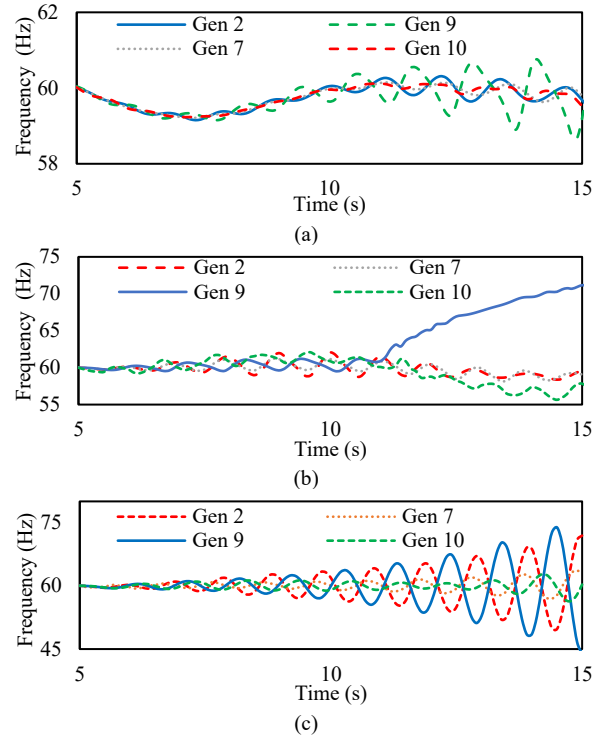 62
60
58
Frequency (Hz)
Gen 2
Gen 9
Gen 7
Gen 10
5
10
15
Time (s)
(a)
75
70
65
60
55
Frequency (Hz)
Gen 2
Gen 7
Gen 9
Gen 10
5
10
15
Time (s)
(b)
75
60
45
Frequency (Hz)
Gen 2
Gen 7
Gen 9
Gen 10
5
10
15
Time (s)
(c)